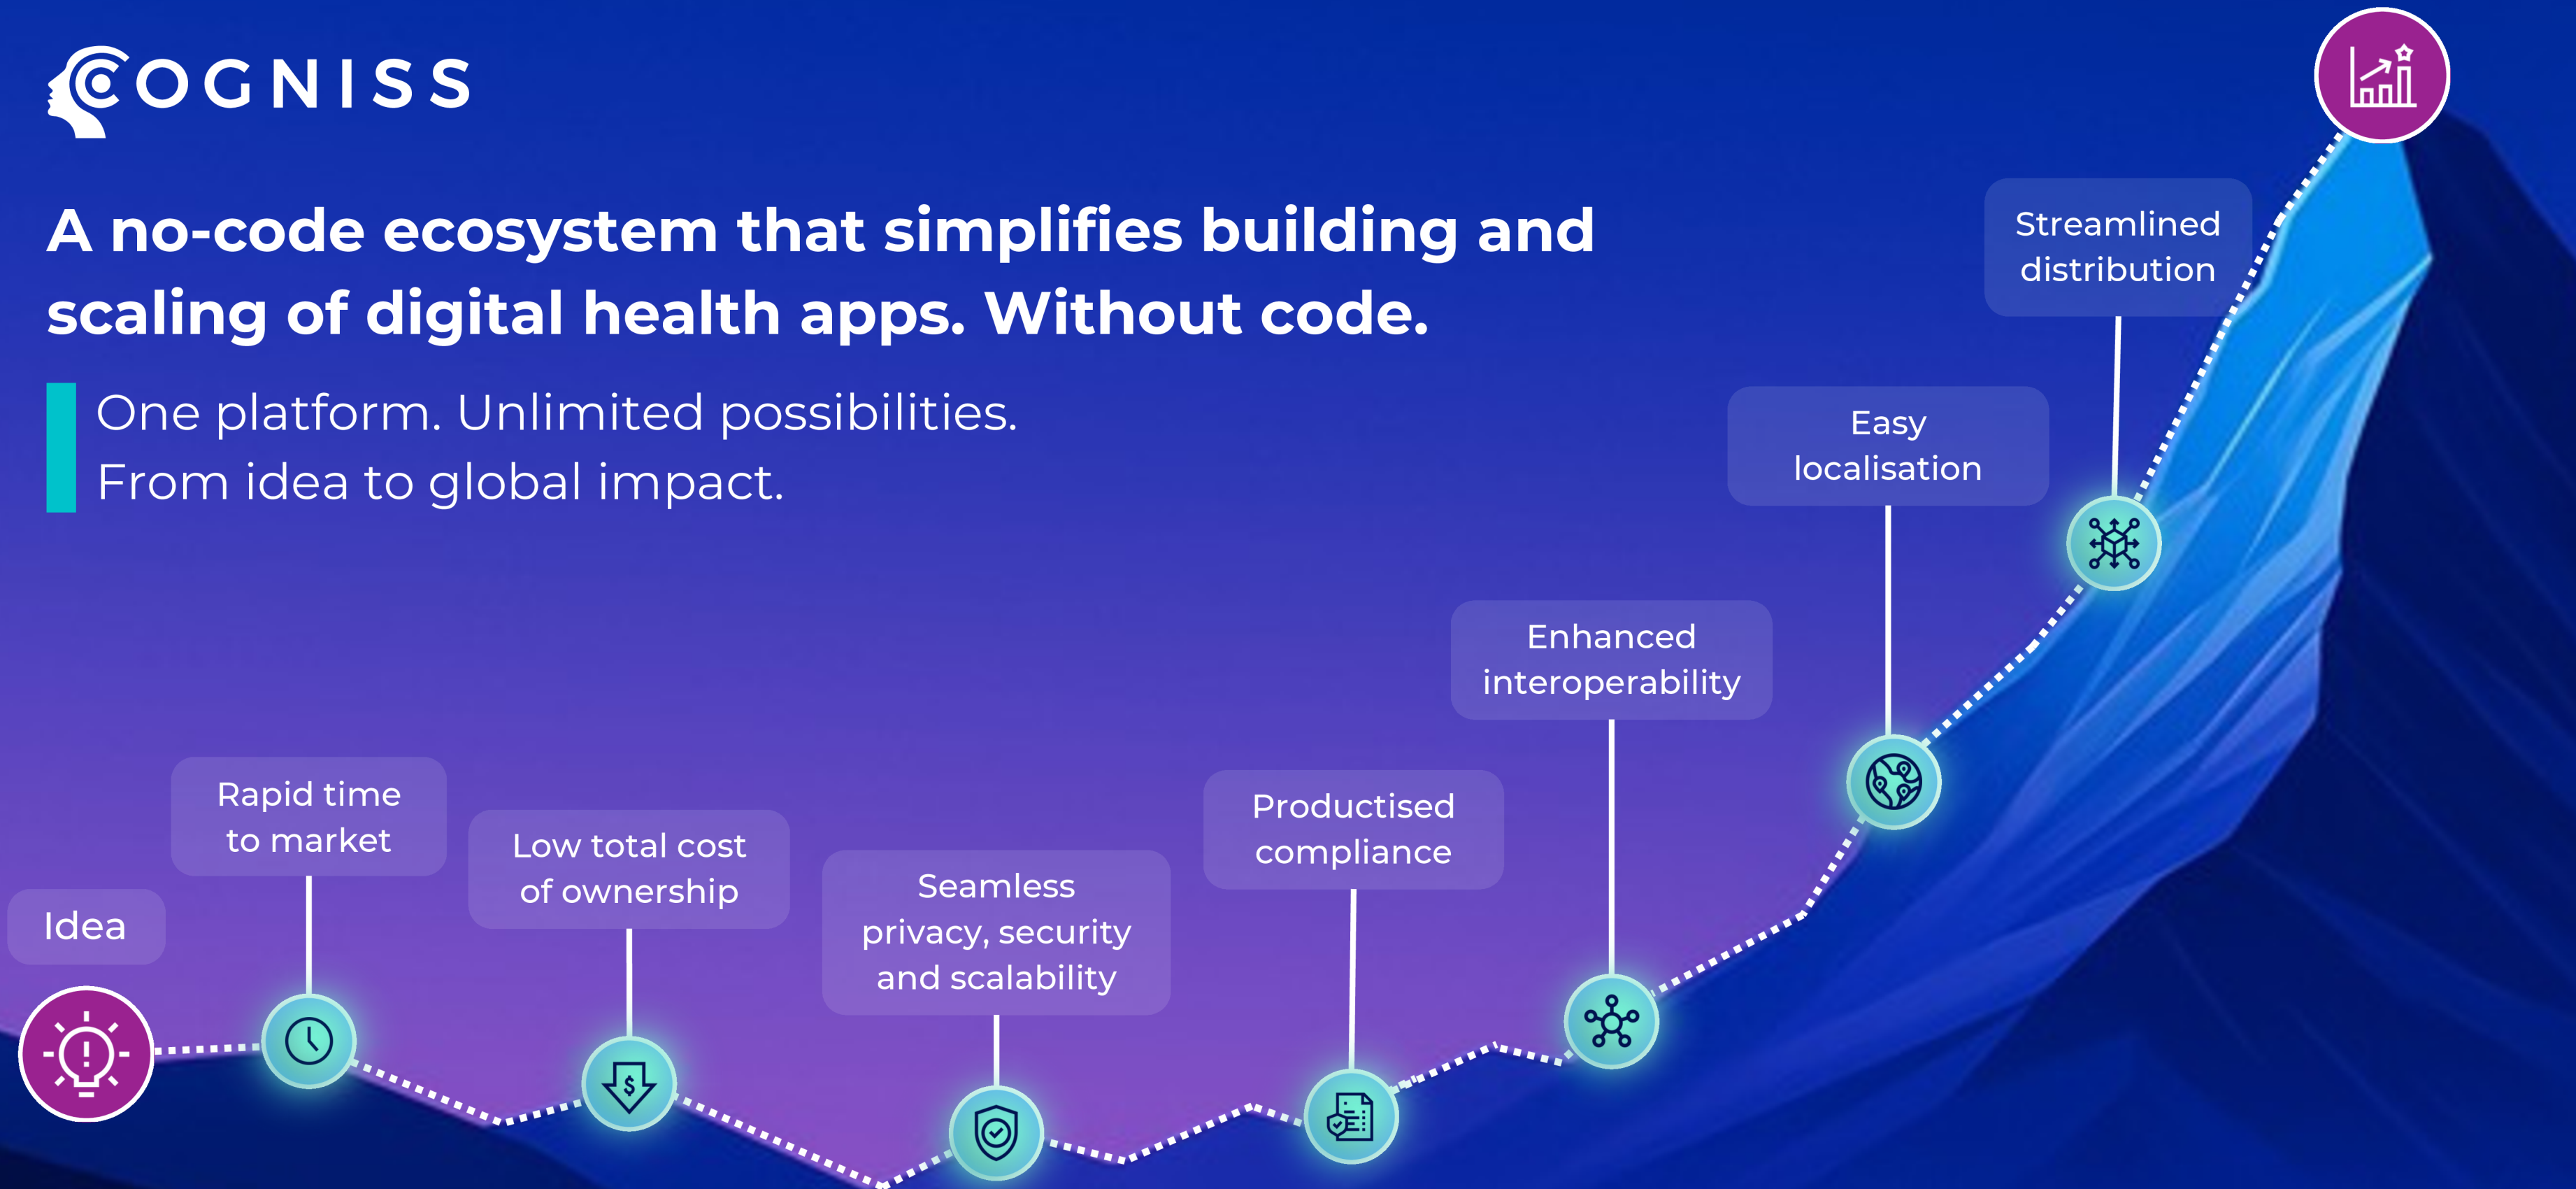 COGNISS
A no-code ecosystem that simplifies building and
scaling of digital health apps. Without code.
One platform. Unlimited possibilities.
From idea to global impact.
Idea
Rapid time
to market
Low total cost
of ownership
Seamless
privacy, security
and scalability
Productised
compliance
Enhanced
interoperability
Easy
localisation
Streamlined
distribution